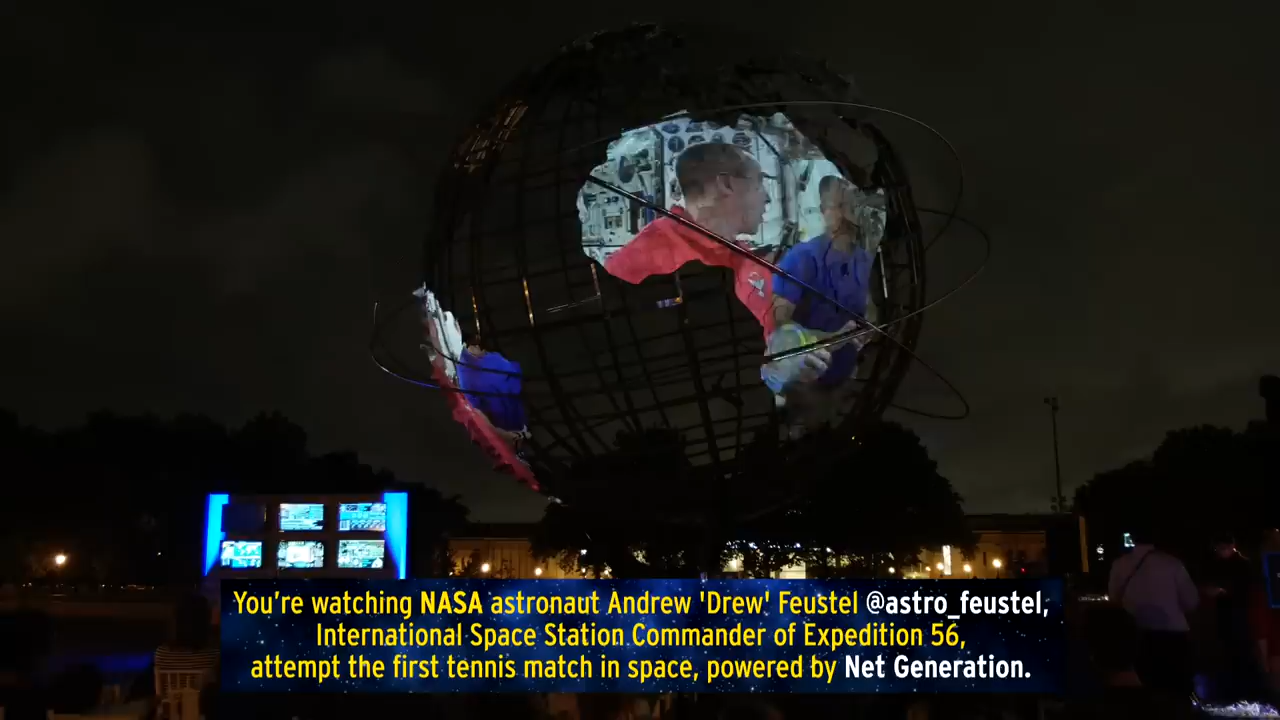 You're watching NASA astronaut Andrew 'Drew' Feustel @astro_feustel,
International Space Station Commander of Expedition 56,
attempt the first tennis match in space, powered by Net Generation.